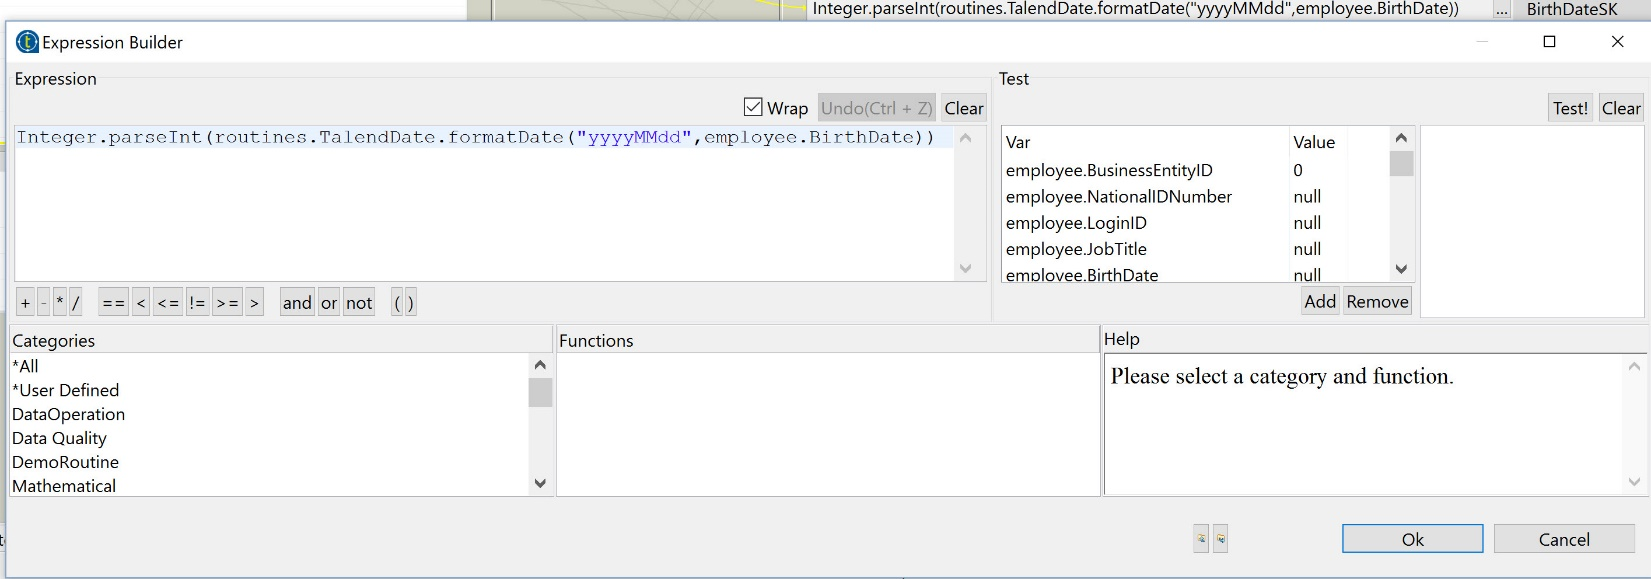 Integer.parseInt(routines.TalendDate.formatDate("yyyyMMdd",employee.BirthDate)) ... BirthDateSK
Expression Builder
Expression
Test
Wrap Undo(Ctrl + Z) Clear
Test! Clear
Integer.parseInt(routines.TalendDate.formatDate("yyyyMMdd",employee.BirthDate))
Var Value
employee.BusinessEntityID 0
employee.NationalIDNumber null
employee.LoginID null
employee.JobTitle null
employee.BirthDate null
+ - * / == < <= != >= > and or not ( )
Add Remove
Categories
Functions
Help
*All
*User Defined
DataOperation
Data Quality
DemoRoutine
Mathematical
Please select a category and function.
Ok Cancel